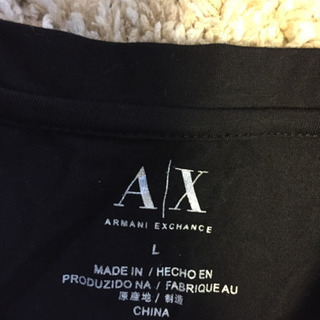 A|X
ARMANI EXCHANGE
L
MADE IN / HECHO EN
PRODUZIDO NA / FABRIQUE AU
原産地 / 制造
CHINA